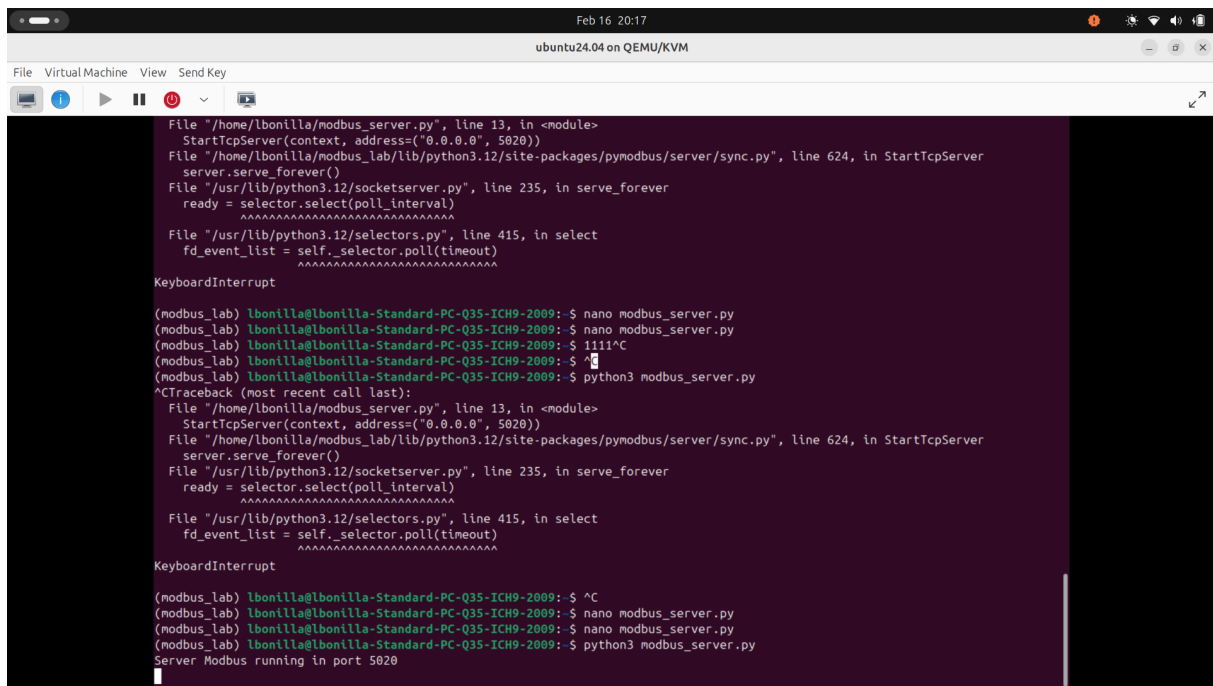 Feb 16 20:17
ubuntu24.04 on QEMU/KVM
File Virtual Machine View Send Key
File "/home/lbonilla/modbus_server.py", line 13, in <module>
StartTcpServer(context, address=("0.0.0.0", 5020))
File "/home/lbonilla/modbus_lab/lib/python3.12/site-packages/pymodbus/server/sync.py", line 624, in StartTcpServer
server.serve_forever()
File "/usr/lib/python3.12/socketserver.py", line 235, in serve_forever
ready = selector.select(poll_interval)
^^^^^^^^^^^^^^^^^^^^^^^^^^^^^^
File "/usr/lib/python3.12/selectors.py", line 415, in select
fd_event_list = self._selector.poll(timeout)
^^^^^^^^^^^^^^^^^^^^^^^^^^^^
KeyboardInterrupt
(modbus_lab) lbonilla@lbonilla-Standard-PC-Q35-ICH9-2009:~$ nano modbus_server.py
(modbus_lab) lbonilla@lbonilla-Standard-PC-Q35-ICH9-2009:~$ nano modbus_server.py
(modbus_lab) lbonilla@lbonilla-Standard-PC-Q35-ICH9-2009:~$ 1111^C
(modbus_lab) lbonilla@lbonilla-Standard-PC-Q35-ICH9-2009:~$ ^C
(modbus_lab) lbonilla@lbonilla-Standard-PC-Q35-ICH9-2009:~$ python3 modbus_server.py
^CTraceback (most recent call last):
File "/home/lbonilla/modbus_server.py", line 13, in <module>
StartTcpServer(context, address=("0.0.0.0", 5020))
File "/home/lbonilla/modbus_lab/lib/python3.12/site-packages/pymodbus/server/sync.py", line 624, in StartTcpServer
server.serve_forever()
File "/usr/lib/python3.12/socketserver.py", line 235, in serve_forever
ready = selector.select(poll_interval)
^^^^^^^^^^^^^^^^^^^^^^^^^^^^^^
File "/usr/lib/python3.12/selectors.py", line 415, in select
fd_event_list = self._selector.poll(timeout)
^^^^^^^^^^^^^^^^^^^^^^^^^^^^
KeyboardInterrupt
(modbus_lab) lbonilla@lbonilla-Standard-PC-Q35-ICH9-2009:~$ ^C
(modbus_lab) lbonilla@lbonilla-Standard-PC-Q35-ICH9-2009:~$ nano modbus_server.py
(modbus_lab) lbonilla@lbonilla-Standard-PC-Q35-ICH9-2009:~$ nano modbus_server.py
(modbus_lab) lbonilla@lbonilla-Standard-PC-Q35-ICH9-2009:~$ python3 modbus_server.py
Server Modbus running in port 5020